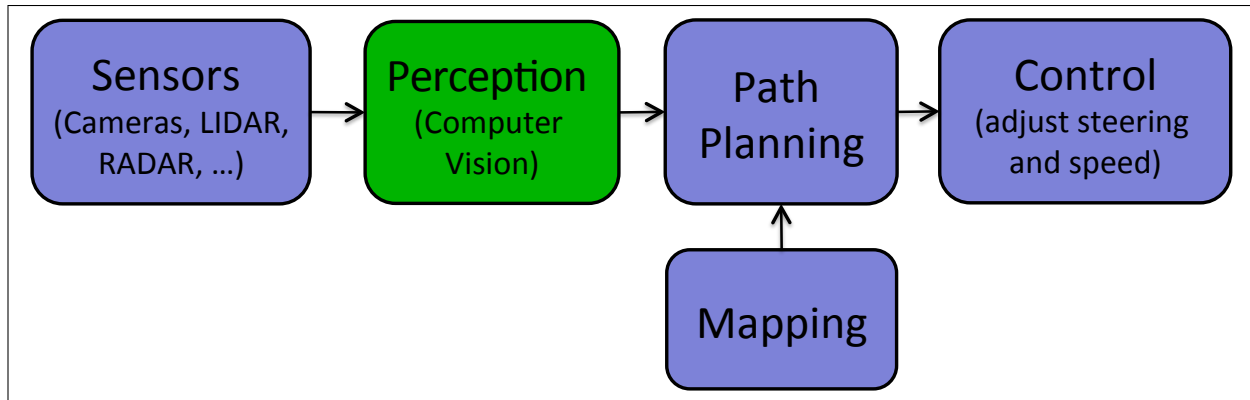 Sensors
(Cameras, LIDAR,
RADAR, …)
Perception
(Computer
Vision)
Path
Planning
Control
(adjust steering
and speed)
Mapping